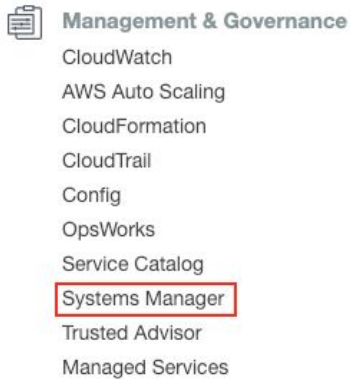 Management & Governance
CloudWatch
AWS Auto Scaling
CloudFormation
CloudTrail
Config
OpsWorks
Service Catalog
Systems Manager
Trusted Advisor
Managed Services